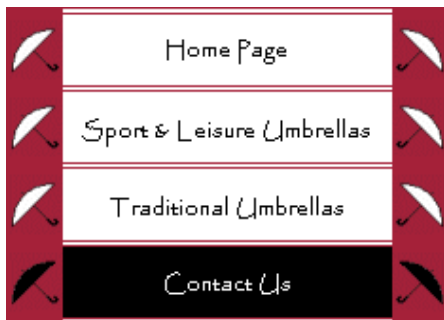 Home Page
Sport & Leisure Umbrellas
Traditional Umbrellas
Contact Us